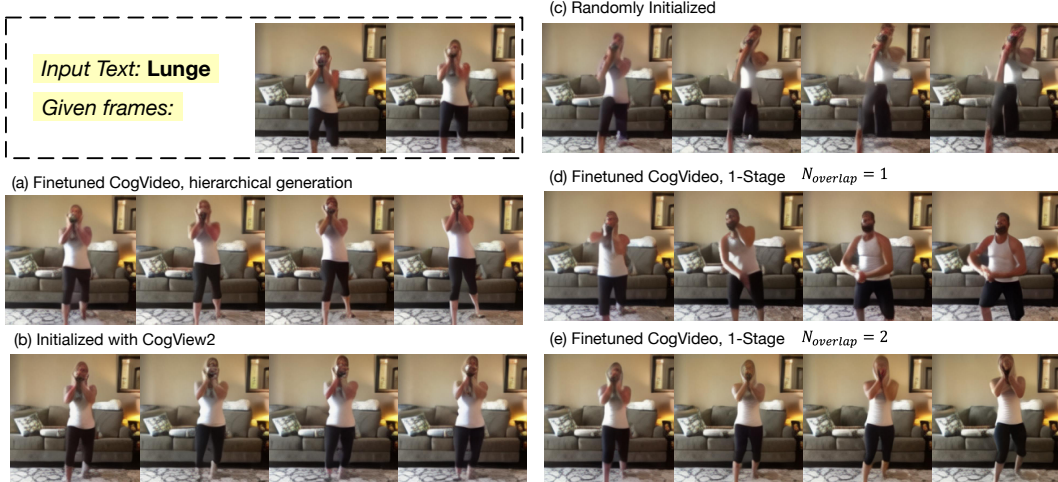 Input Text: Lunge
Given frames:
(a) Finetuned CogVideo, hierarchical generation
(b) Initialized with CogView2
(c) Randomly Initialized
(d) Finetuned CogVideo, 1-Stage N_overlap = 1
(e) Finetuned CogVideo, 1-Stage N_overlap = 2